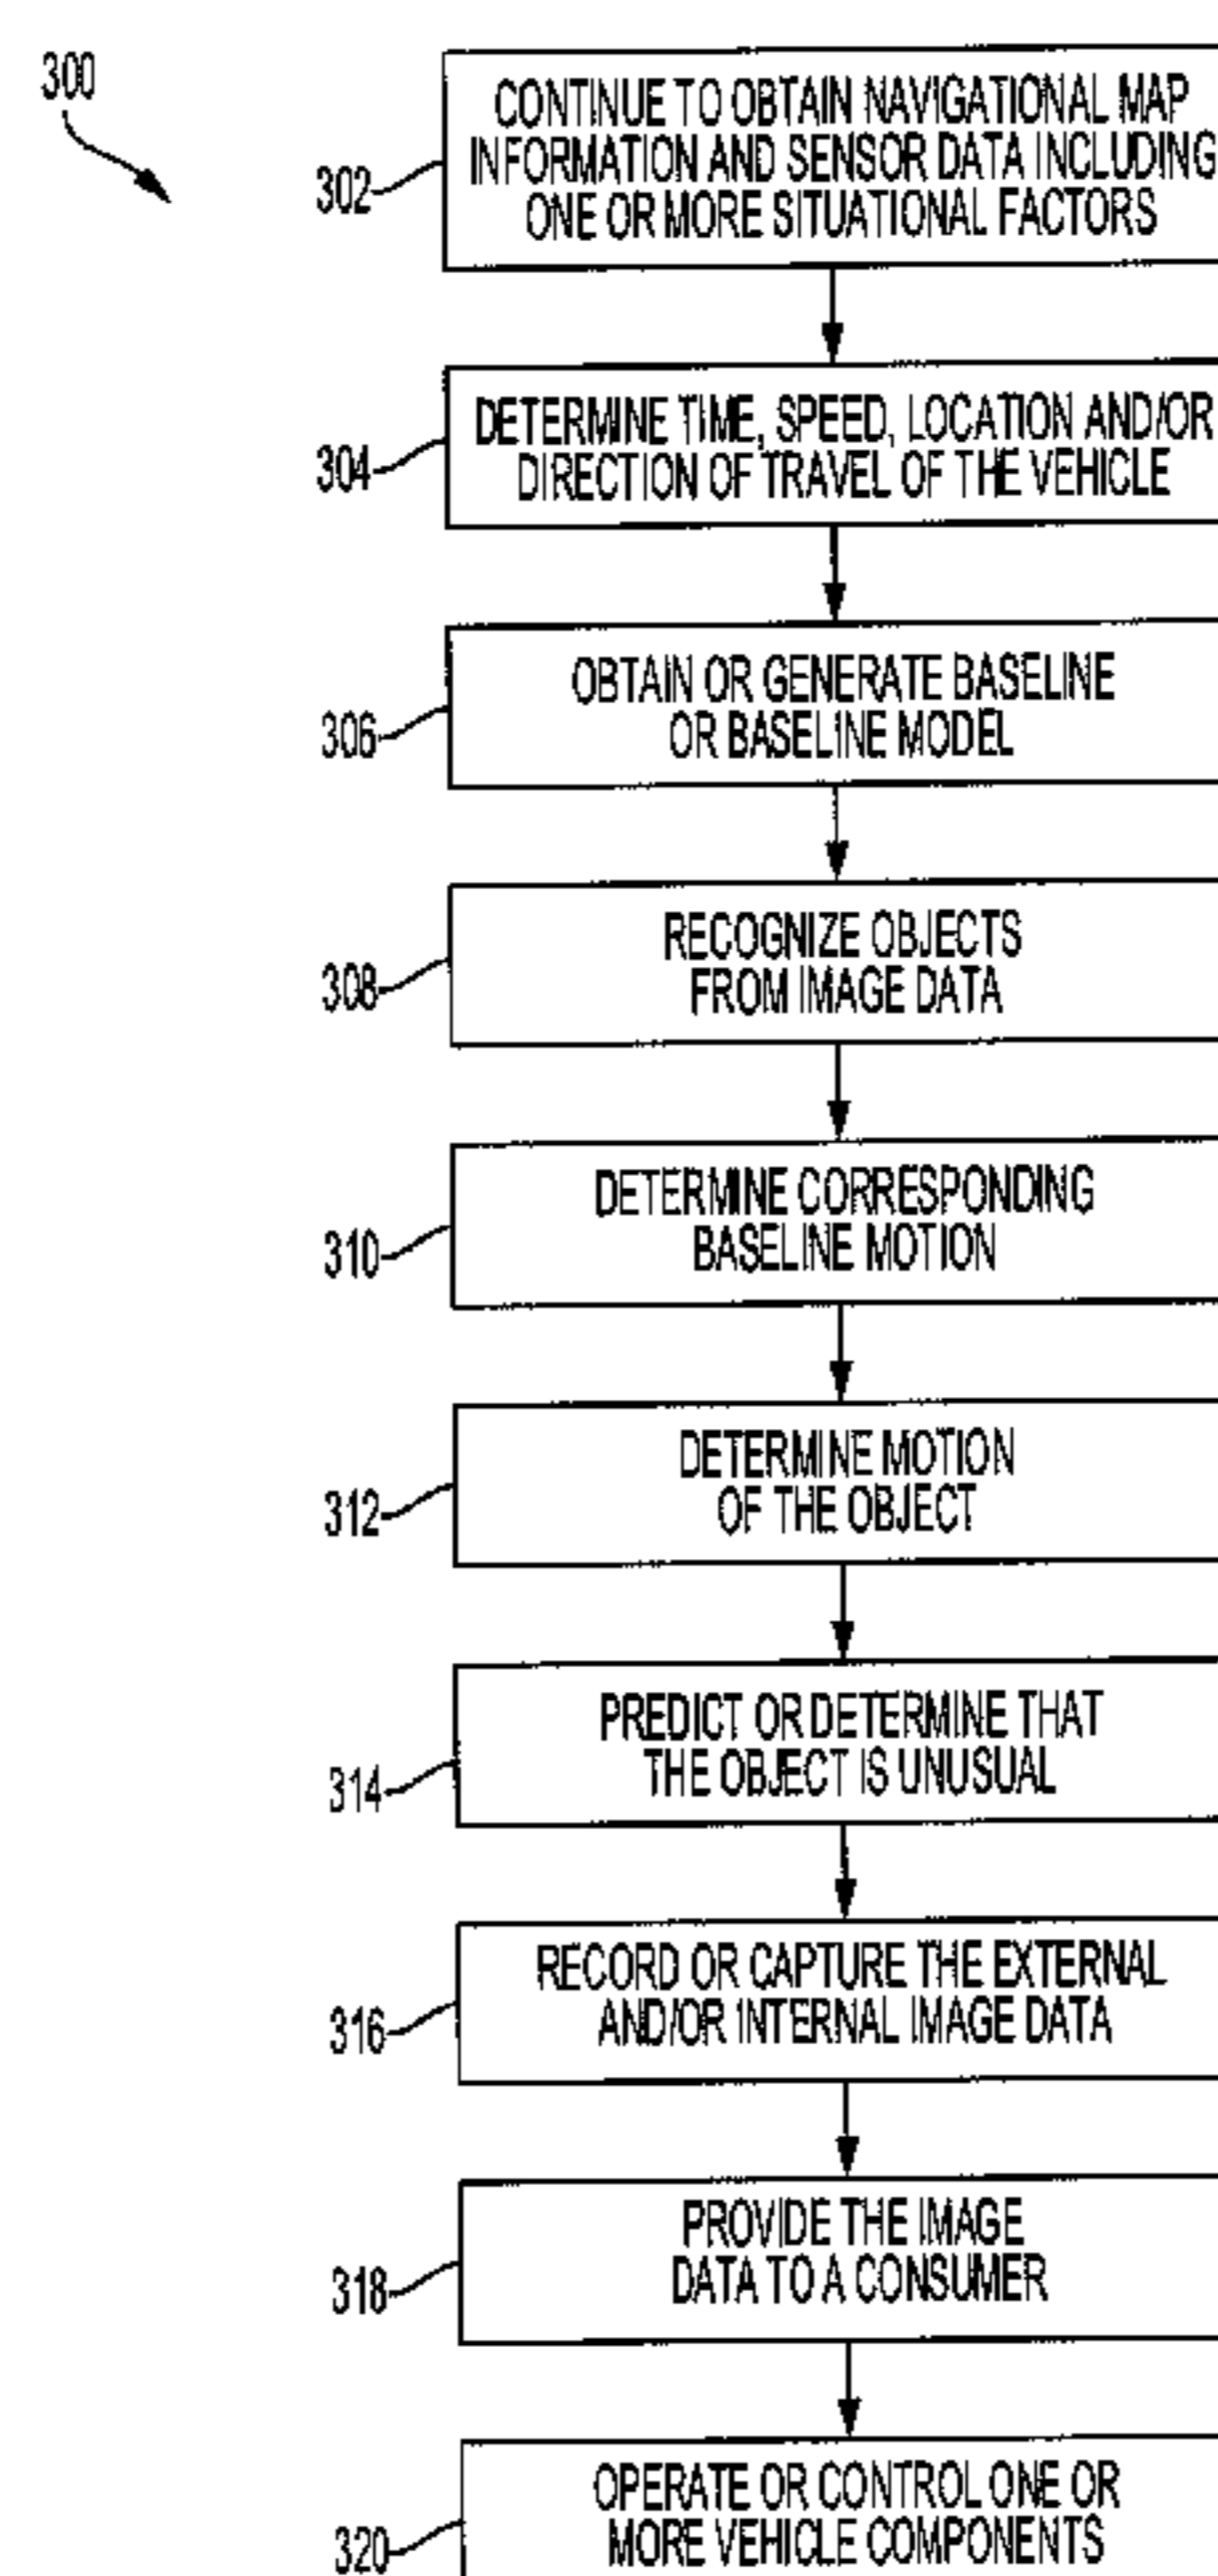 300
302
CONTINUE TO OBTAIN NAVIGATIONAL MAP
INFORMATION AND SENSOR DATA INCLUDING
ONE OR MORE SITUATIONAL FACTORS
304
DETERMINE TIME, SPEED, LOCATION AND/OR
DIRECTION OF TRAVEL OF THE VEHICLE
306
OBTAIN OR GENERATE BASELINE
OR BASELINE MODEL
308
RECOGNIZE OBJECTS
FROM IMAGE DATA
310
DETERMINE CORRESPONDING
BASELINE MOTION
312
DETERMINE MOTION
OF THE OBJECT
314
PREDICT OR DETERMINE THAT
THE OBJECT IS UNUSUAL
316
RECORD OR CAPTURE THE EXTERNAL
AND/OR INTERNAL IMAGE DATA
318
PROVIDE THE IMAGE
DATA TO A CONSUMER
320
OPERATE OR CONTROL ONE OR
MORE VEHICLE COMPONENTS